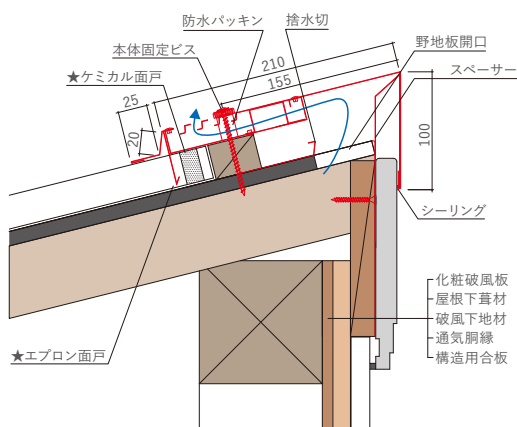 防水パッキン
捨水切
本体固定ビス
野地板開口
★ケミカル面戸
210
スペーサー
155
25
20
100
シーリング
化粧破風板
屋根下葺材
破風下地材
通気胴縁
構造用合板
★エプロン面戸